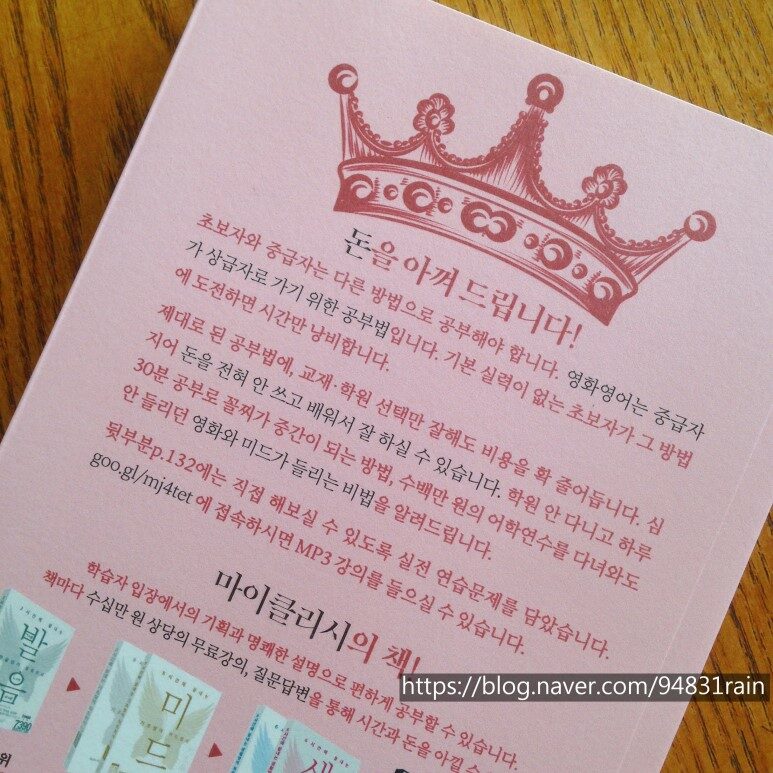 돈을 아껴 드립니다!
초보자와 중급자는 다른 방법으로 공부해야 합니다. 영화영어는 중급자
가 상급자로 가기 위한 공부법입니다. 기본 실력이 없는 초보자가 그 방법
에 도전하면 시간만 낭비합니다.
제대로 된 공부법에, 교재·학원 선택만 잘해도 비용을 확 줄어듭니다. 심
지어 돈을 전혀 안 쓰고 배워서 잘 하실 수 있습니다. 학원 안 다니고 하루
30분 공부로 꼴찌가 중간이 되는 방법, 수백만 원의 어학연수를 다녀와도
안 들리던 영화와 미드가 들리는 비법을 알려드립니다.
뒷부분p.132에는 직접 해보실 수 있도록 실전 연습문제를 담았습니다.
goo.gl/mj4tet 에 접속하시면 MP3 강의를 들으실 수 있습니다.
마이클리시의 책!
학습자 입장에서의 기획과 명쾌한 설명으로 편하게 공부할 수 있습니다.
책마다 수십만 원 상당의 무료강의, 질문답변을 통해 시간과 돈을 아낄 수
https://blog.naver.com/94831rain
발음
미드
위